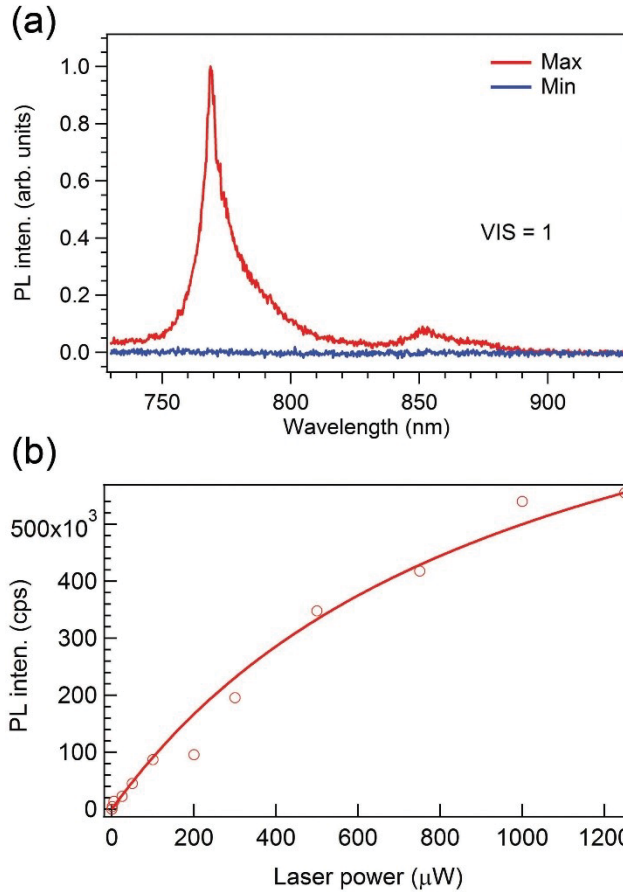 (a)
PL inten. (arb. units)
1.0
0.8
0.6
0.4
0.2
0.0
Max
Min
VIS = 1
750
800
850
900
Wavelength (nm)
(b)
PL inten. (cps)
500x10³
400
300
200
100
0
0
200
400
600
800
1000
1200
Laser power (μW)